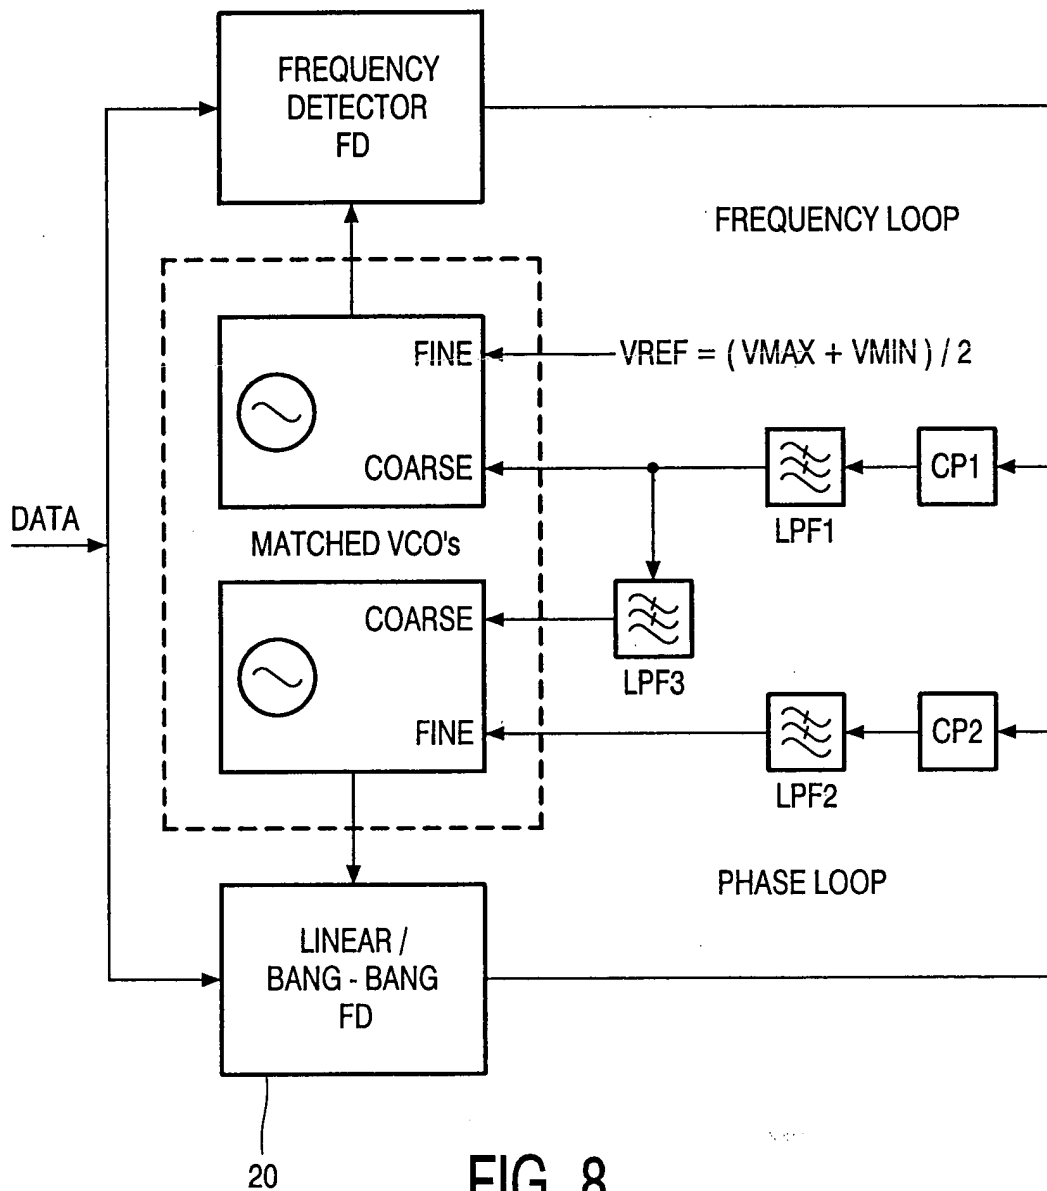 FREQUENCY
DETECTOR
FD
FREQUENCY LOOP
FINE
VREF = ( VMAX + VMIN ) / 2
COARSE
LPF1
CP1
DATA
MATCHED VCO's
COARSE
LPF3
FINE
LPF2
CP2
PHASE LOOP
LINEAR /
BANG - BANG
FD
20
FIG. 8